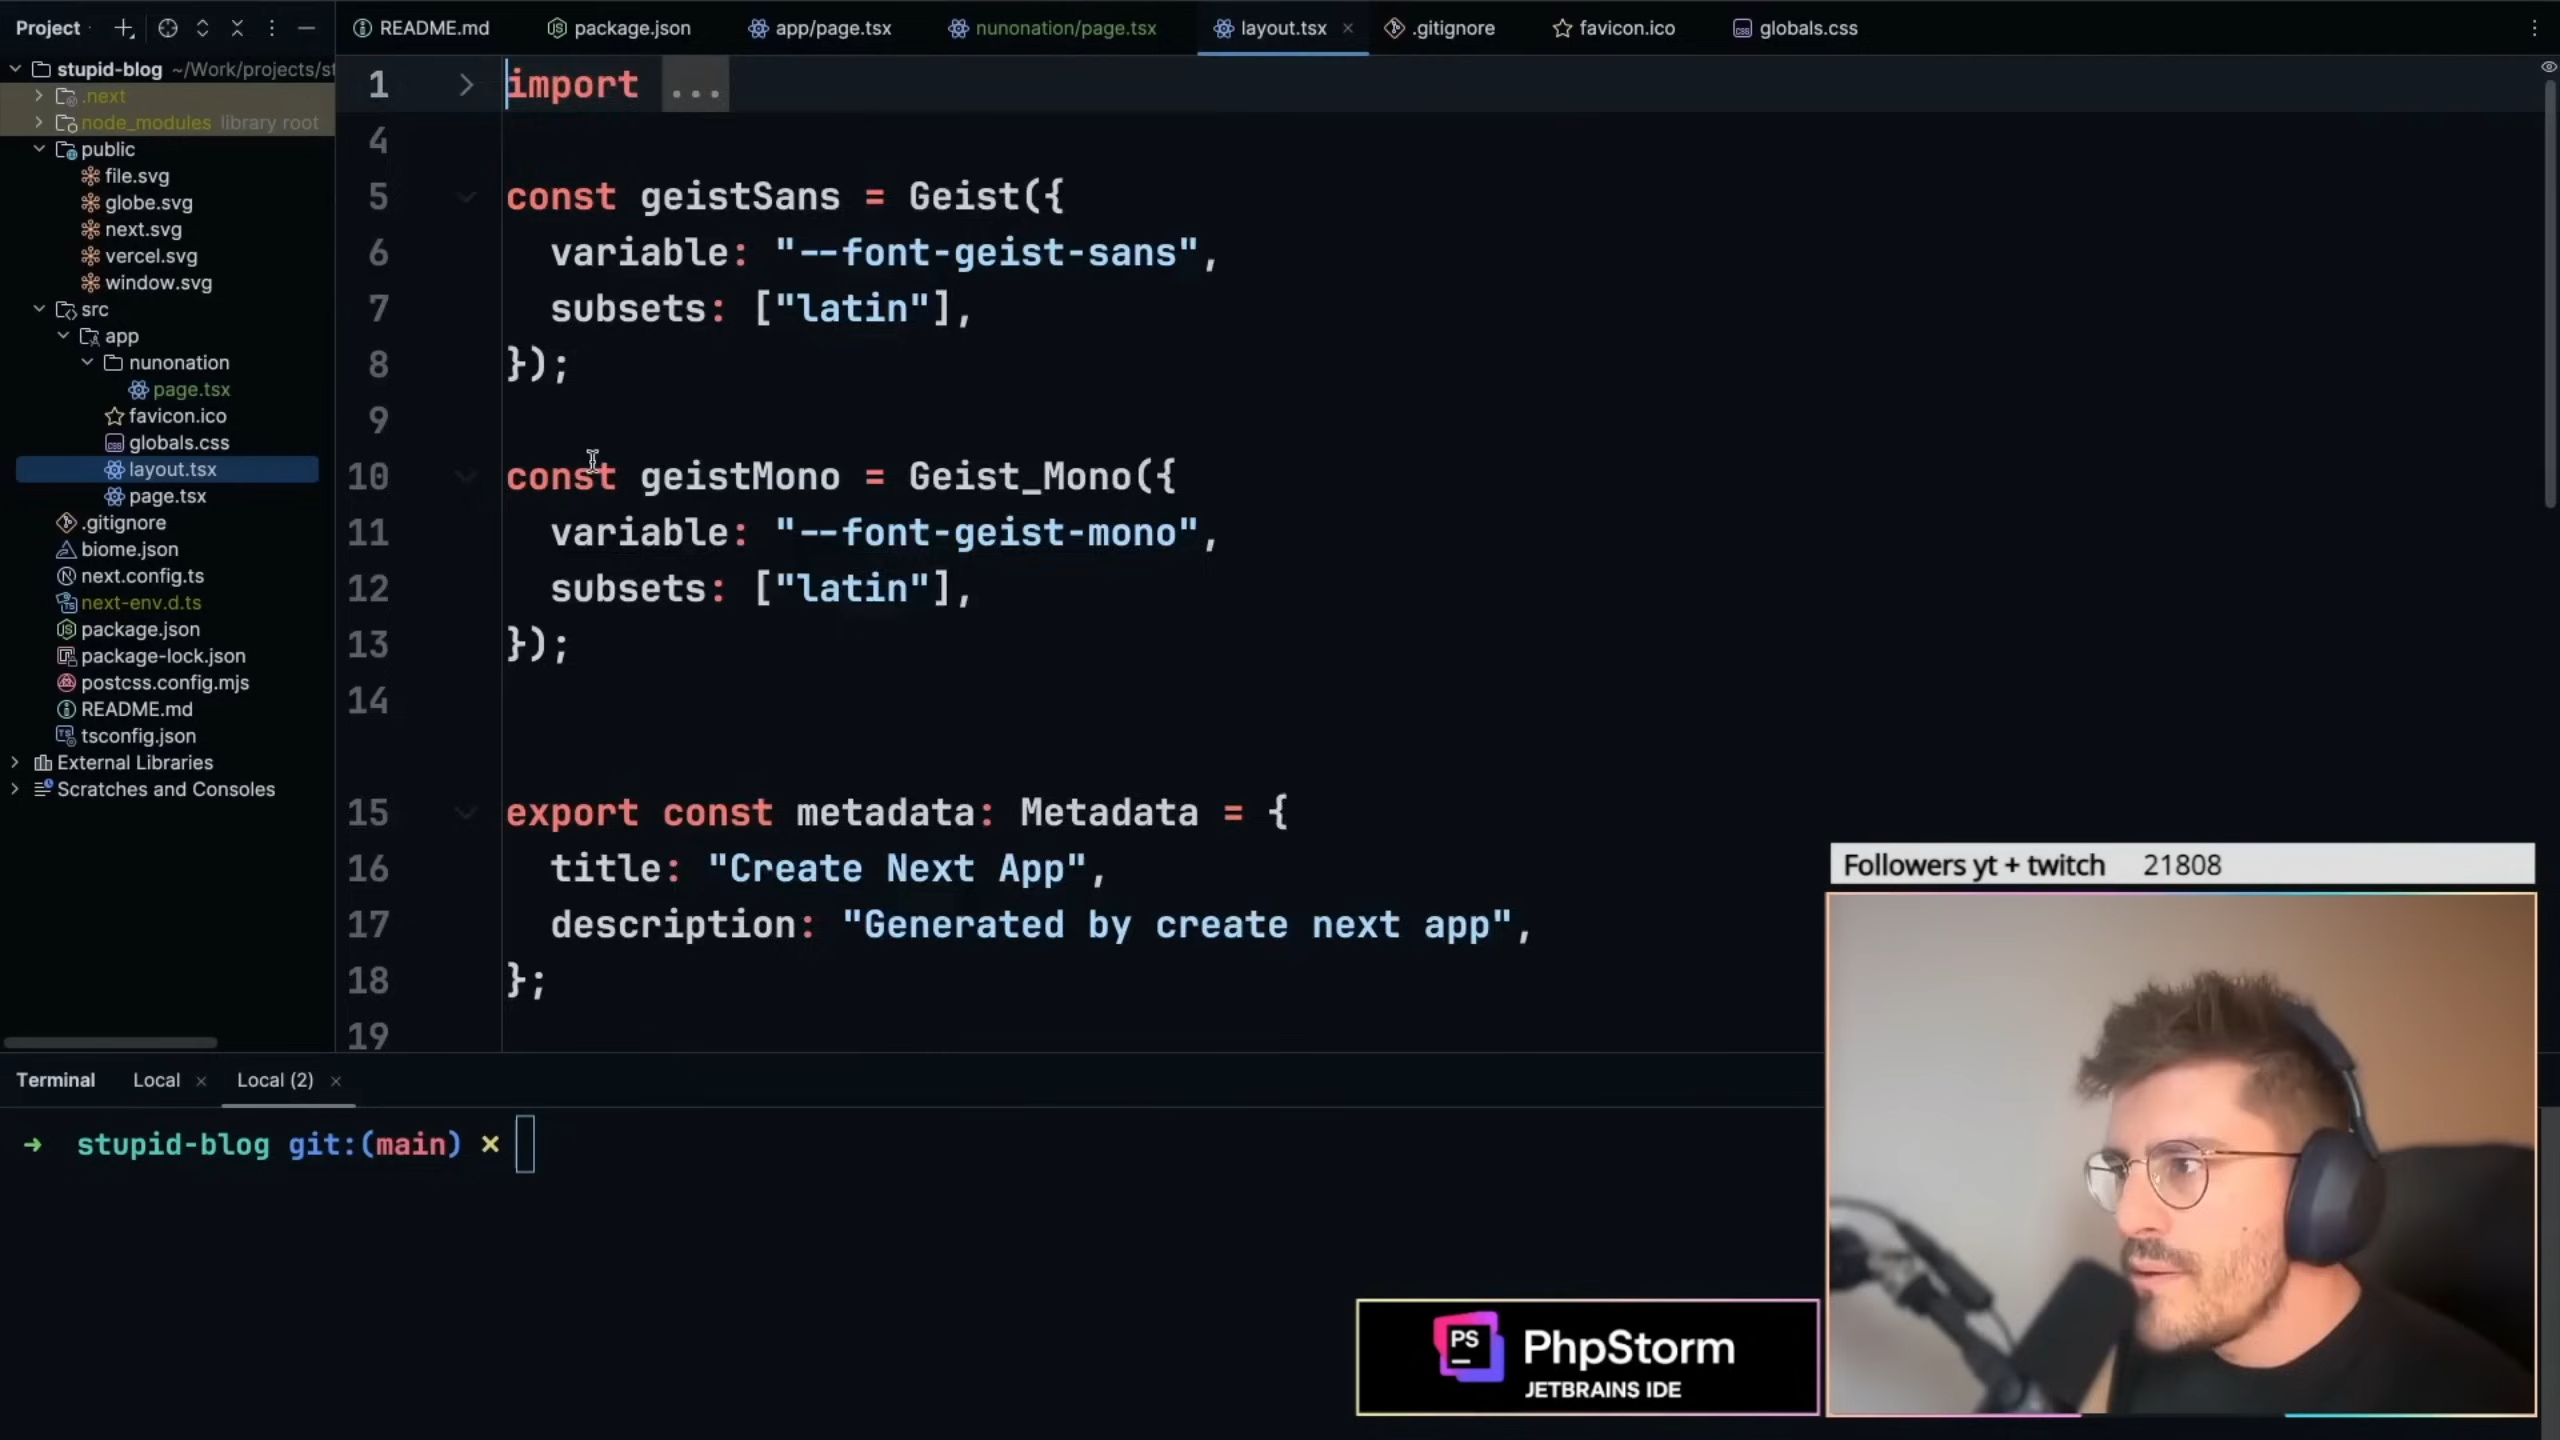 Project
README.md
package.json
app/page.tsx
nunonation/page.tsx
layout.tsx
.gitignore
favicon.ico
globals.css
stupid-blog ~/Work/projects/st
.next
node_modules library root
public
file.svg
globe.svg
next.svg
vercel.svg
window.svg
src
app
nunonation
page.tsx
favicon.ico
globals.css
layout.tsx
page.tsx
.gitignore
biome.json
next.config.ts
next-env.d.ts
package.json
package-lock.json
postcss.config.mjs
README.md
tsconfig.json
External Libraries
Scratches and Consoles
1 import ...
4
5 const geistSans = Geist({
6 variable: "--font-geist-sans",
7 subsets: ["latin"],
8 });
9
10 const geistMono = Geist_Mono({
11 variable: "--font-geist-mono",
12 subsets: ["latin"],
13 });
14
15 export const metadata: Metadata = {
16 title: "Create Next App",
17 description: "Generated by create next app",
18 };
19
Followers yt + twitch 21808
Terminal Local Local (2)
→ stupid-blog git:(main) ×
PS
PhpStorm
JETBRAINS IDE